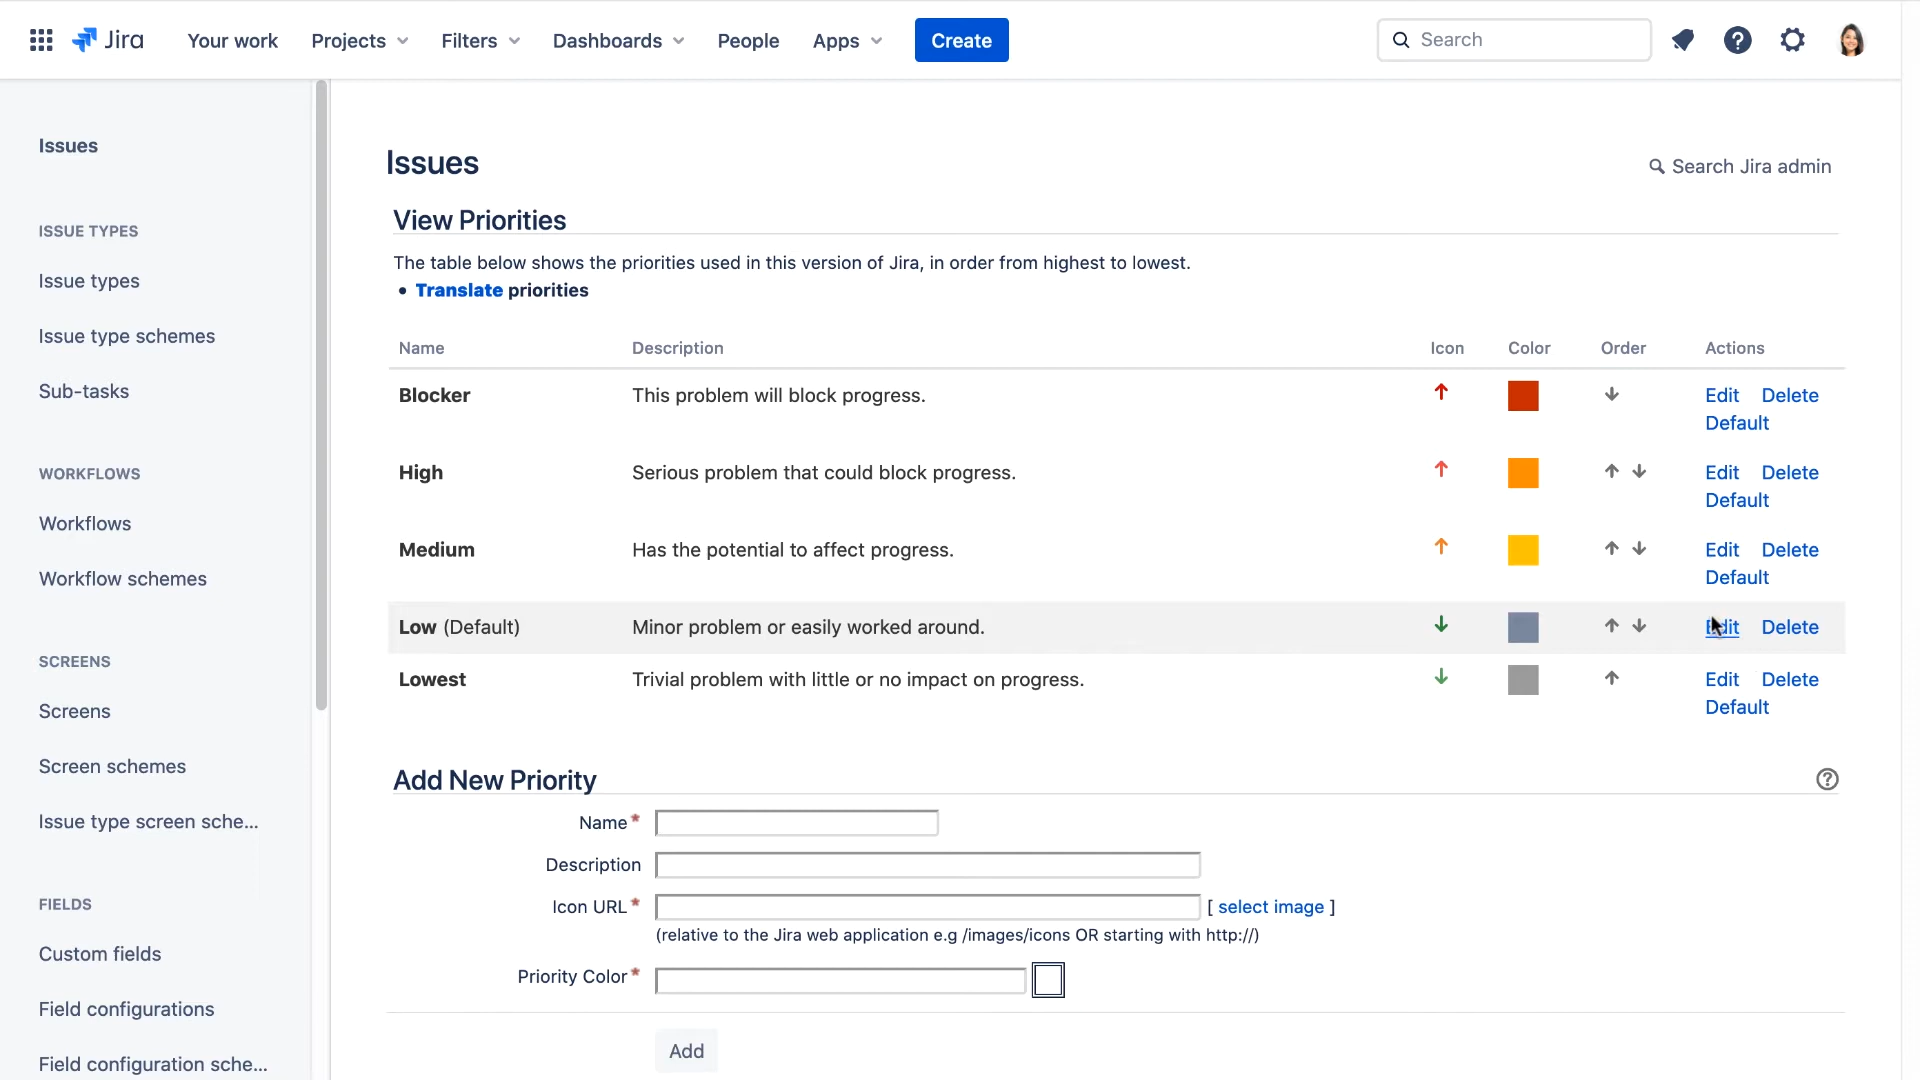 Jira Your work Projects Filters Dashboards People Apps Create Search
Issues
ISSUE TYPES
Issue types
Issue type schemes
Sub-tasks
WORKFLOWS
Workflows
Workflow schemes
SCREENS
Screens
Screen schemes
Issue type screen sche...
FIELDS
Custom fields
Field configurations
Field configuration sche...
Issues
Search Jira admin
View Priorities
The table below shows the priorities used in this version of Jira, in order from highest to lowest.
• Translate priorities
Name Description Icon Color Order Actions
Blocker This problem will block progress. Edit Delete
Default
High Serious problem that could block progress. Edit Delete
Default
Medium Has the potential to affect progress. Edit Delete
Default
Low (Default) Minor problem or easily worked around. Edit Delete
Lowest Trivial problem with little or no impact on progress. Edit Delete
Default
Add New Priority
Name*
Description
Icon URL* [ select image ]
(relative to the Jira web application e.g /images/icons OR starting with http://)
Priority Color*
Add